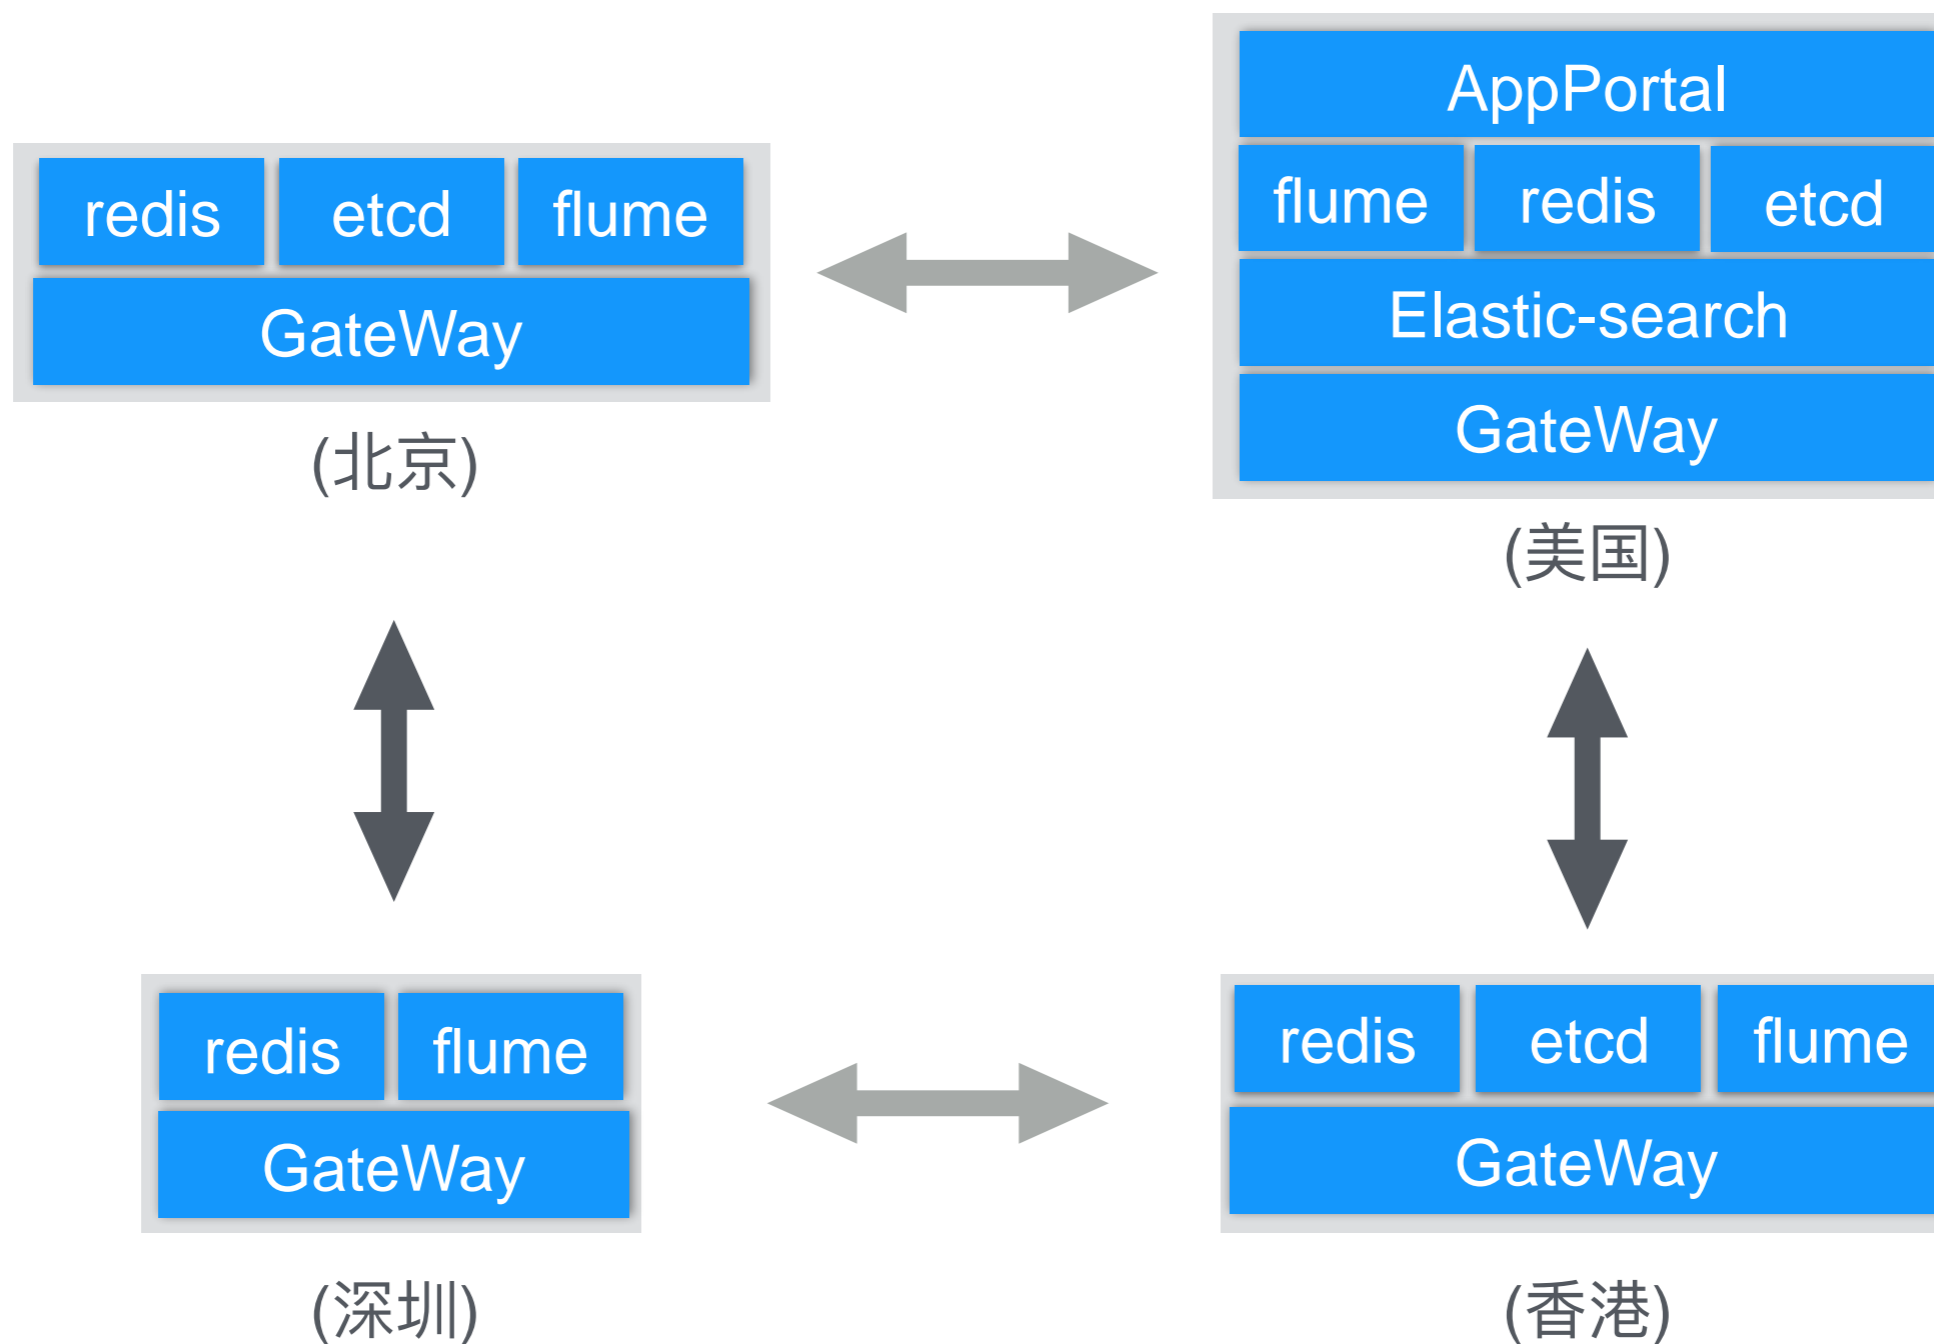 redis etcd flume
GateWay
(北京)
AppPortal
flume redis etcd
Elastic-search
GateWay
(美国)
redis flume
GateWay
(深圳)
redis etcd flume
GateWay
(香港)